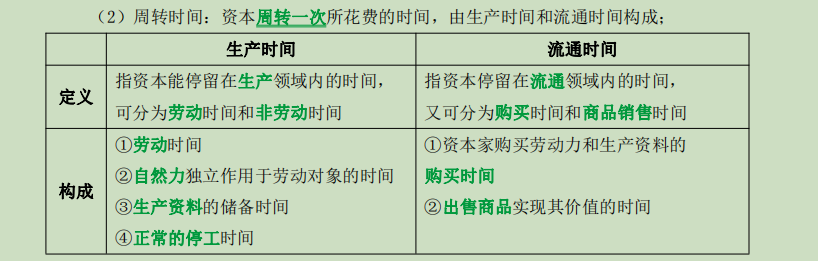 （2）周转时间：资本周转一次所花费的时间，由生产时间和流通时间构成；
生产时间 流通时间
定义
指资本能停留在生产领域内的时间，
可分为劳动时间和非劳动时间
指资本停留在流通领域内的时间，
又可分为购买时间和商品销售时间
构成
①劳动时间
②自然力独立作用于劳动对象的时间
③生产资料的储备时间
④正常的停工时间
①资本家购买劳动力和生产资料的
购买时间
②出售商品实现其价值的时间